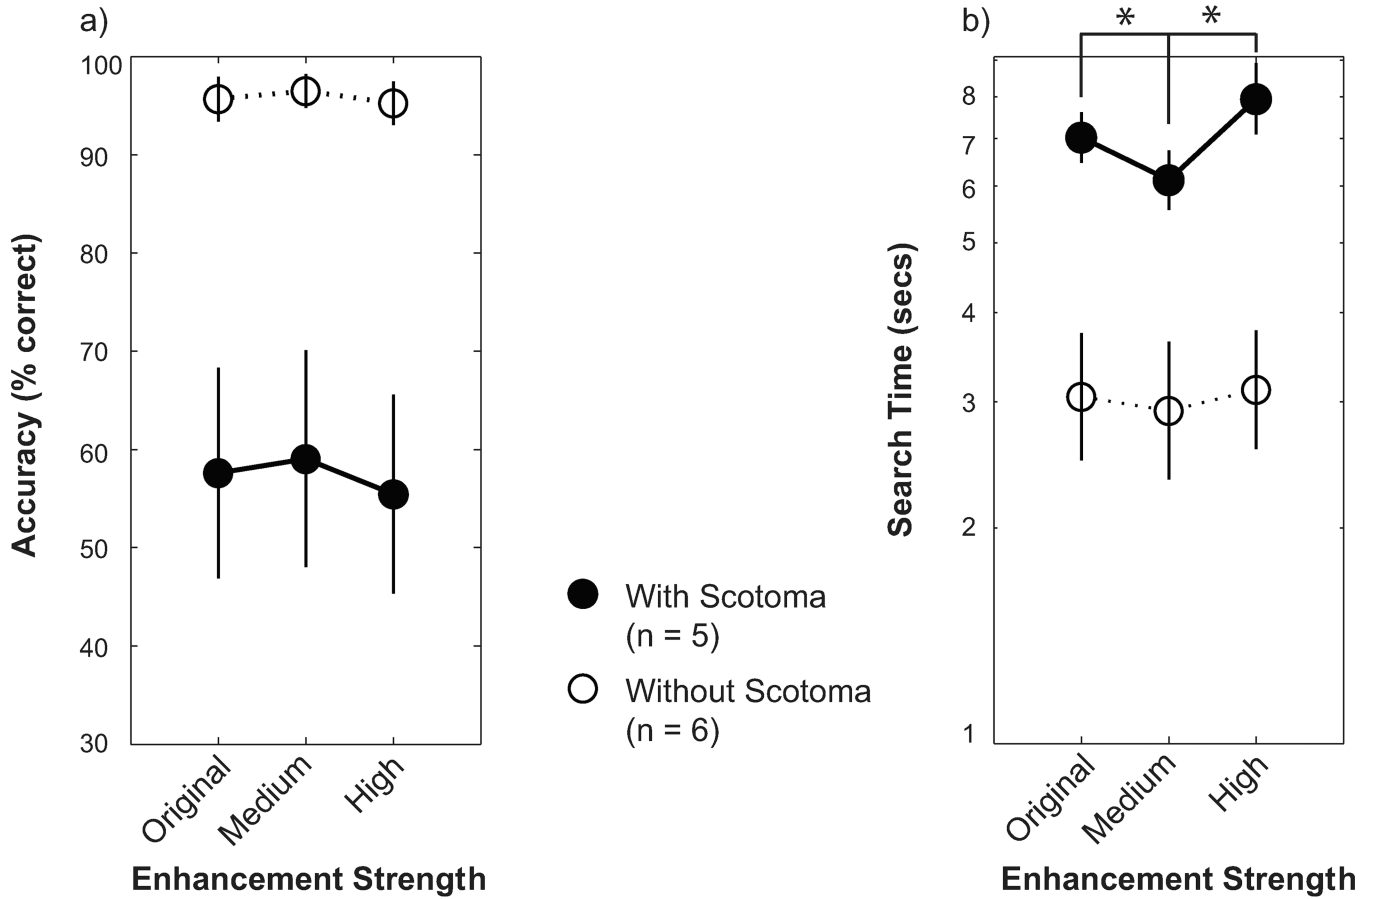 a)
100
90
80
70
60
50
40
30
Accuracy (% correct)
Original
Medium
High
Enhancement Strength
With Scotoma
(n = 5)
Without Scotoma
(n = 6)
b)
* *
8
7
6
5
4
3
2
1
Search Time (secs)
Original
Medium
High
Enhancement Strength